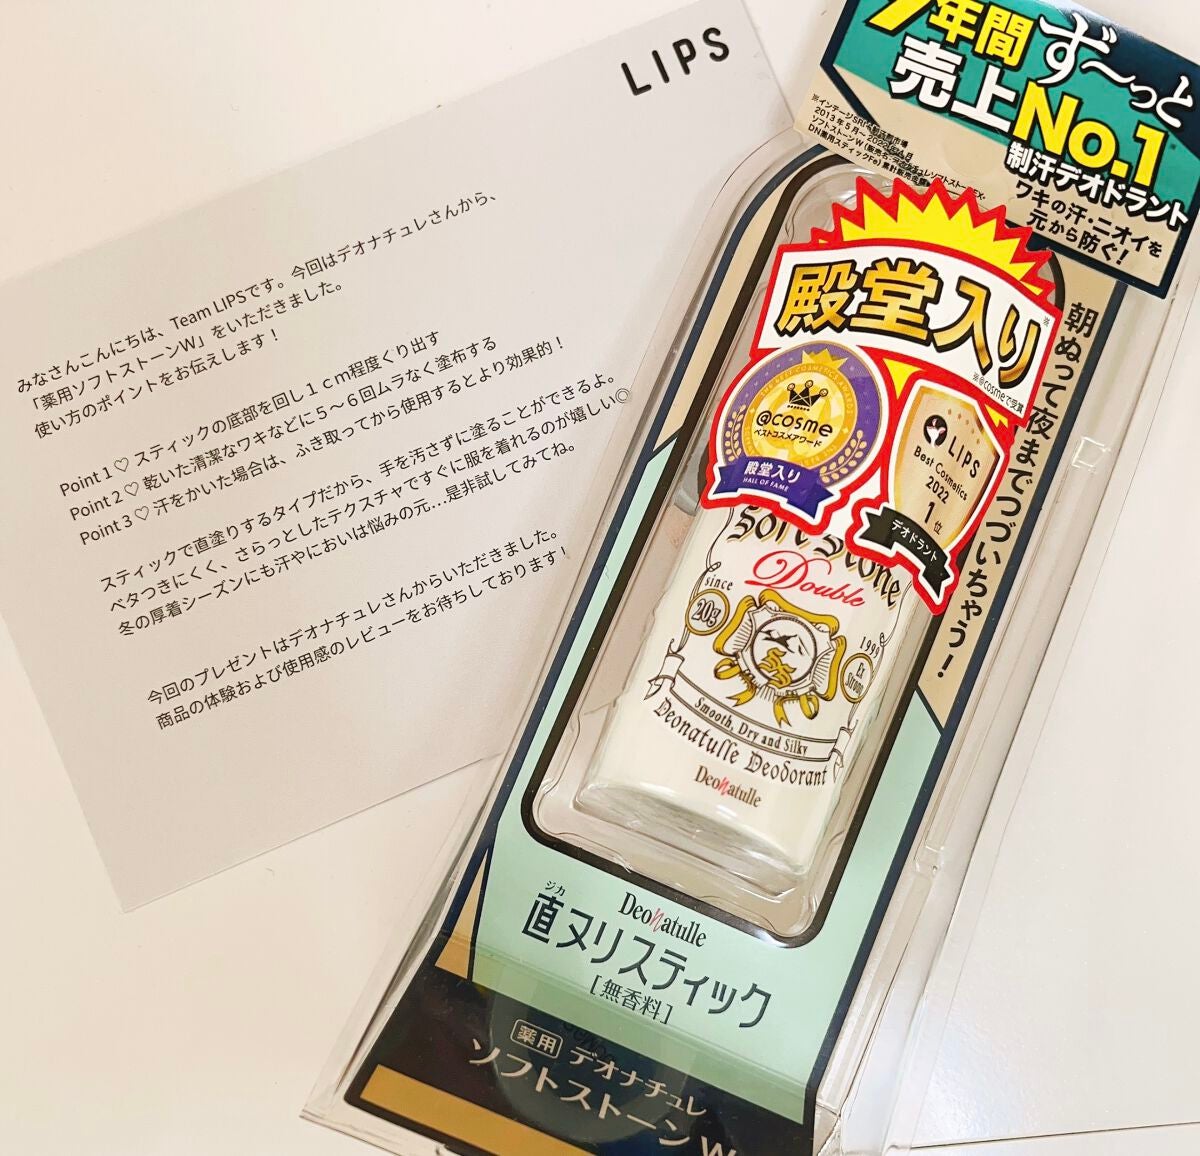 LIPS
みなさんこんにちは、Team LIPSです。今回はデオナチュレさんから、
「薬用ソフトストーンW」をいただきました。
使い方のポイントをお伝えします！
Point１♡ スティックの底部を回し１ｃｍ程度くり出す
Point２♡ 乾いた清潔なワキなどに５～６回ムラなく塗布する
Point３♡ 汗をかいた場合は、ふき取ってから使用するとより効果的！
スティックで直塗りするタイプだから、手を汚さずに塗ることができるよ。
ベタつきにくく、さらっとしたテクスチャですぐに服を着れるのが嬉しい◎
冬の厚着シーズンにも汗やにおいは悩みの元…是非試してみてね。
今回のプレゼントはデオナチュレさんからいただきました。
商品の体験および使用感のレビューをお待ちしております！
7年間ず～っと
売上No.1
制汗デオドラント
ワキの汗・ニオイを
元から防ぐ！
朝ぬって夜までつづいちゃう！
殿堂入り
※@cosmeで受賞
@cosme
ベストコスメアワード
殿堂入り
HALL OF FAME
LIPS
Best Cosmetics
2022
1位
デオドラント
Soft Stone
Double
since
1999
20g
Ex
Strong
Smooth, Dry and Silky
Deonatulle Deodorant
DeoNatulle
DeoNatulle
ジカ
直ヌリスティック
［無香料］
薬用 デオナチュレ
ソフトストーンW